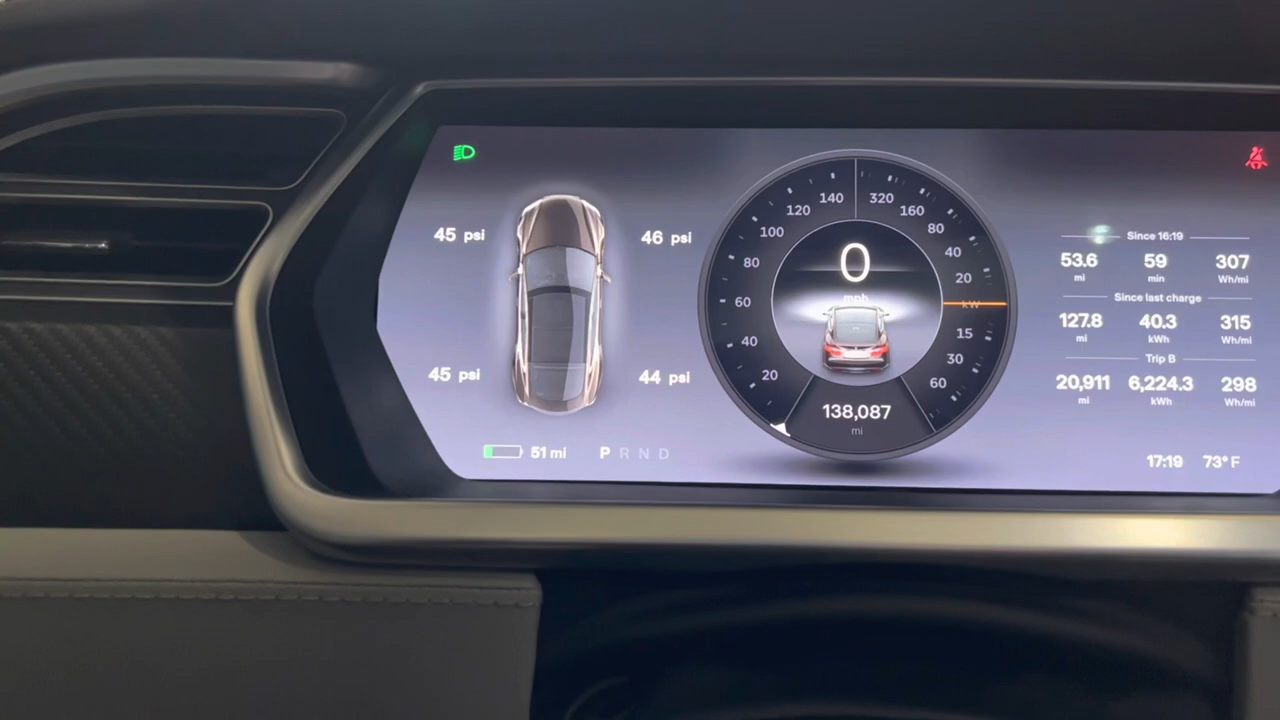 45 psi
46 psi
45 psi
44 psi
51 mi
P R N D
20
40
60
80
100
120
140
320
160
80
40
20
kW
15
30
60
0
mph
138,087
mi
Since 16:19
53.6 59 307
mi min Wh/mi
Since last charge
127.8 40.3 315
mi kWh Wh/mi
Trip B
20,911 6,224.3 298
mi kWh Wh/mi
17:19 73° F